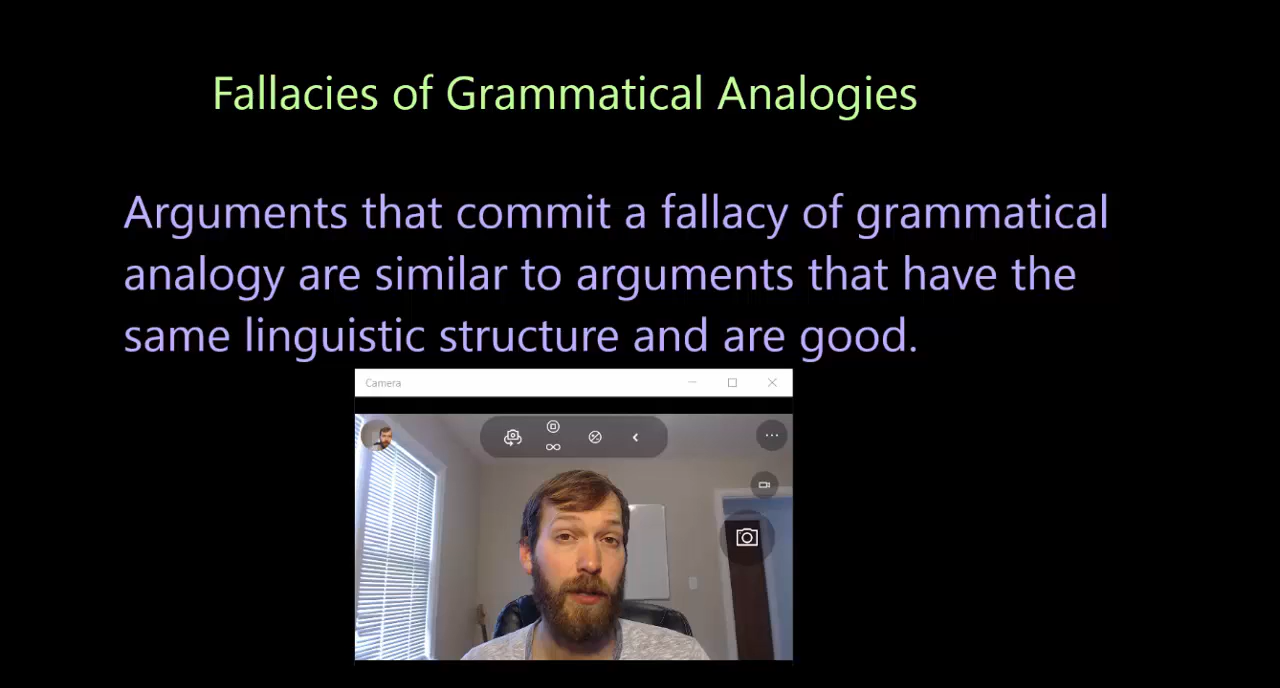 Fallacies of Grammatical Analogies
Arguments that commit a fallacy of grammatical
analogy are similar to arguments that have the
same linguistic structure and are good.
Camera